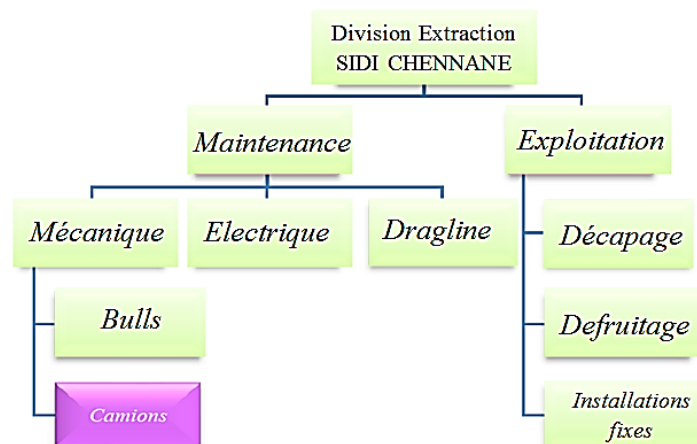 Division Extraction
SIDI CHENNANE
Maintenance
Exploitation
Mécanique
Electrique
Dragline
Décapage
Bulls
Defruitage
Camions
Installations
fixes